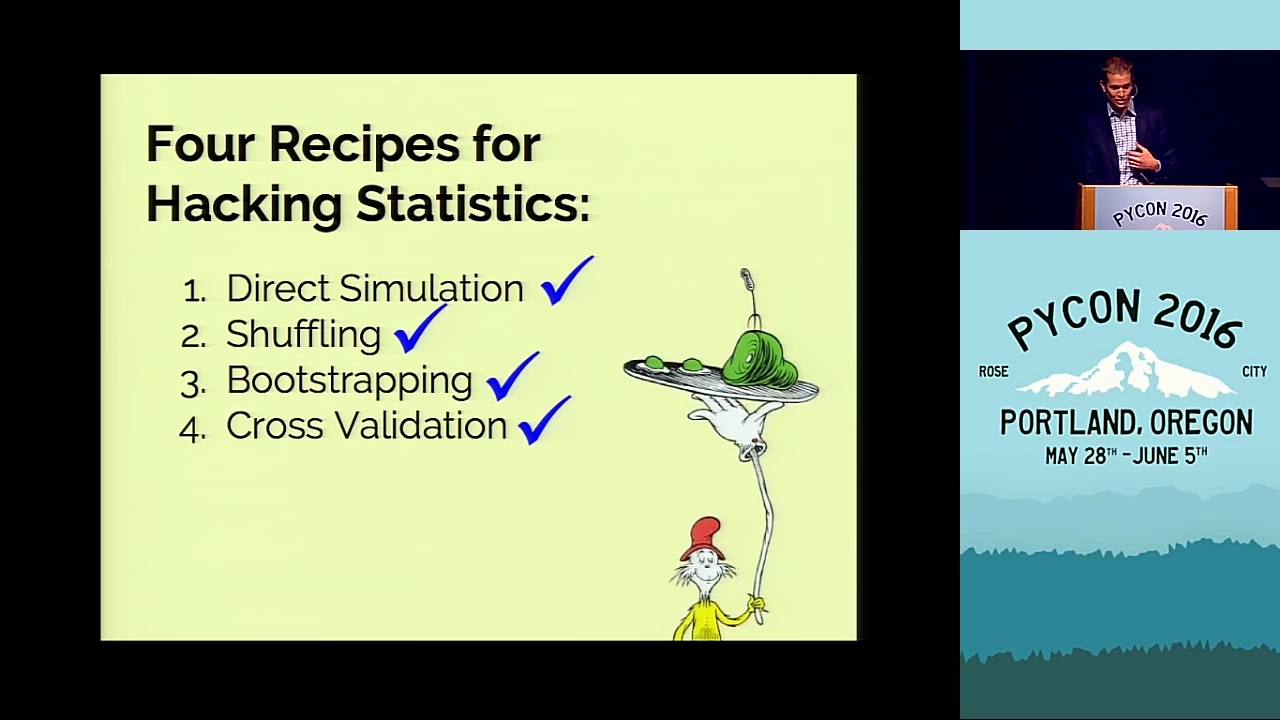 Four Recipes for
Hacking Statistics:
1. Direct Simulation
2. Shuffling
3. Bootstrapping
4. Cross Validation
PYCON 2016
PYCON 2016
ROSE CITY
PORTLAND, OREGON
MAY 28TH - JUNE 5TH